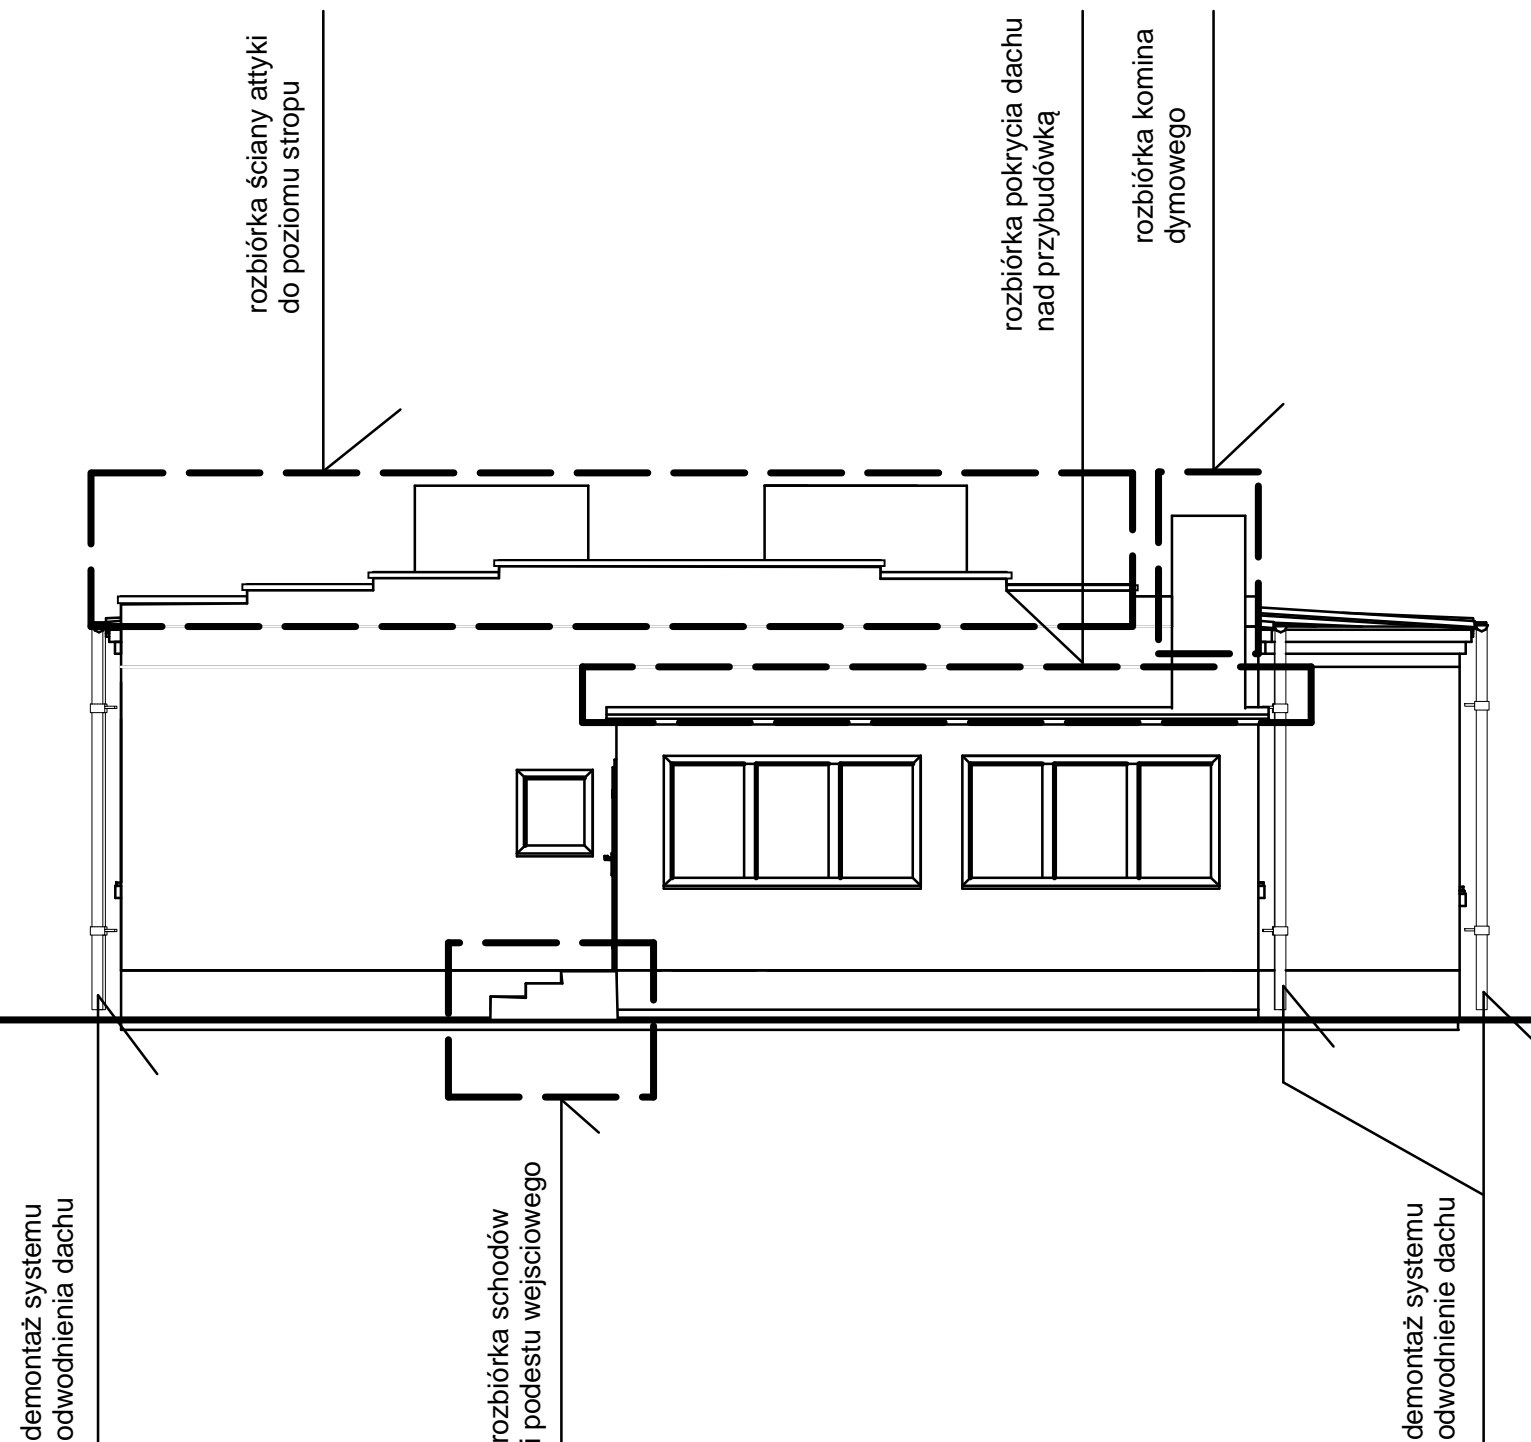 rozbiórka ściany attyki
do poziomu stropu
rozbiórka pokrycia dachu
nad przybudówką
rozbiórka komina
dymowego
demontaż systemu
odwodnienia dachu
rozbiórka schodów
i podestu wejsciowego
demontaż systemu
odwodnienie dachu